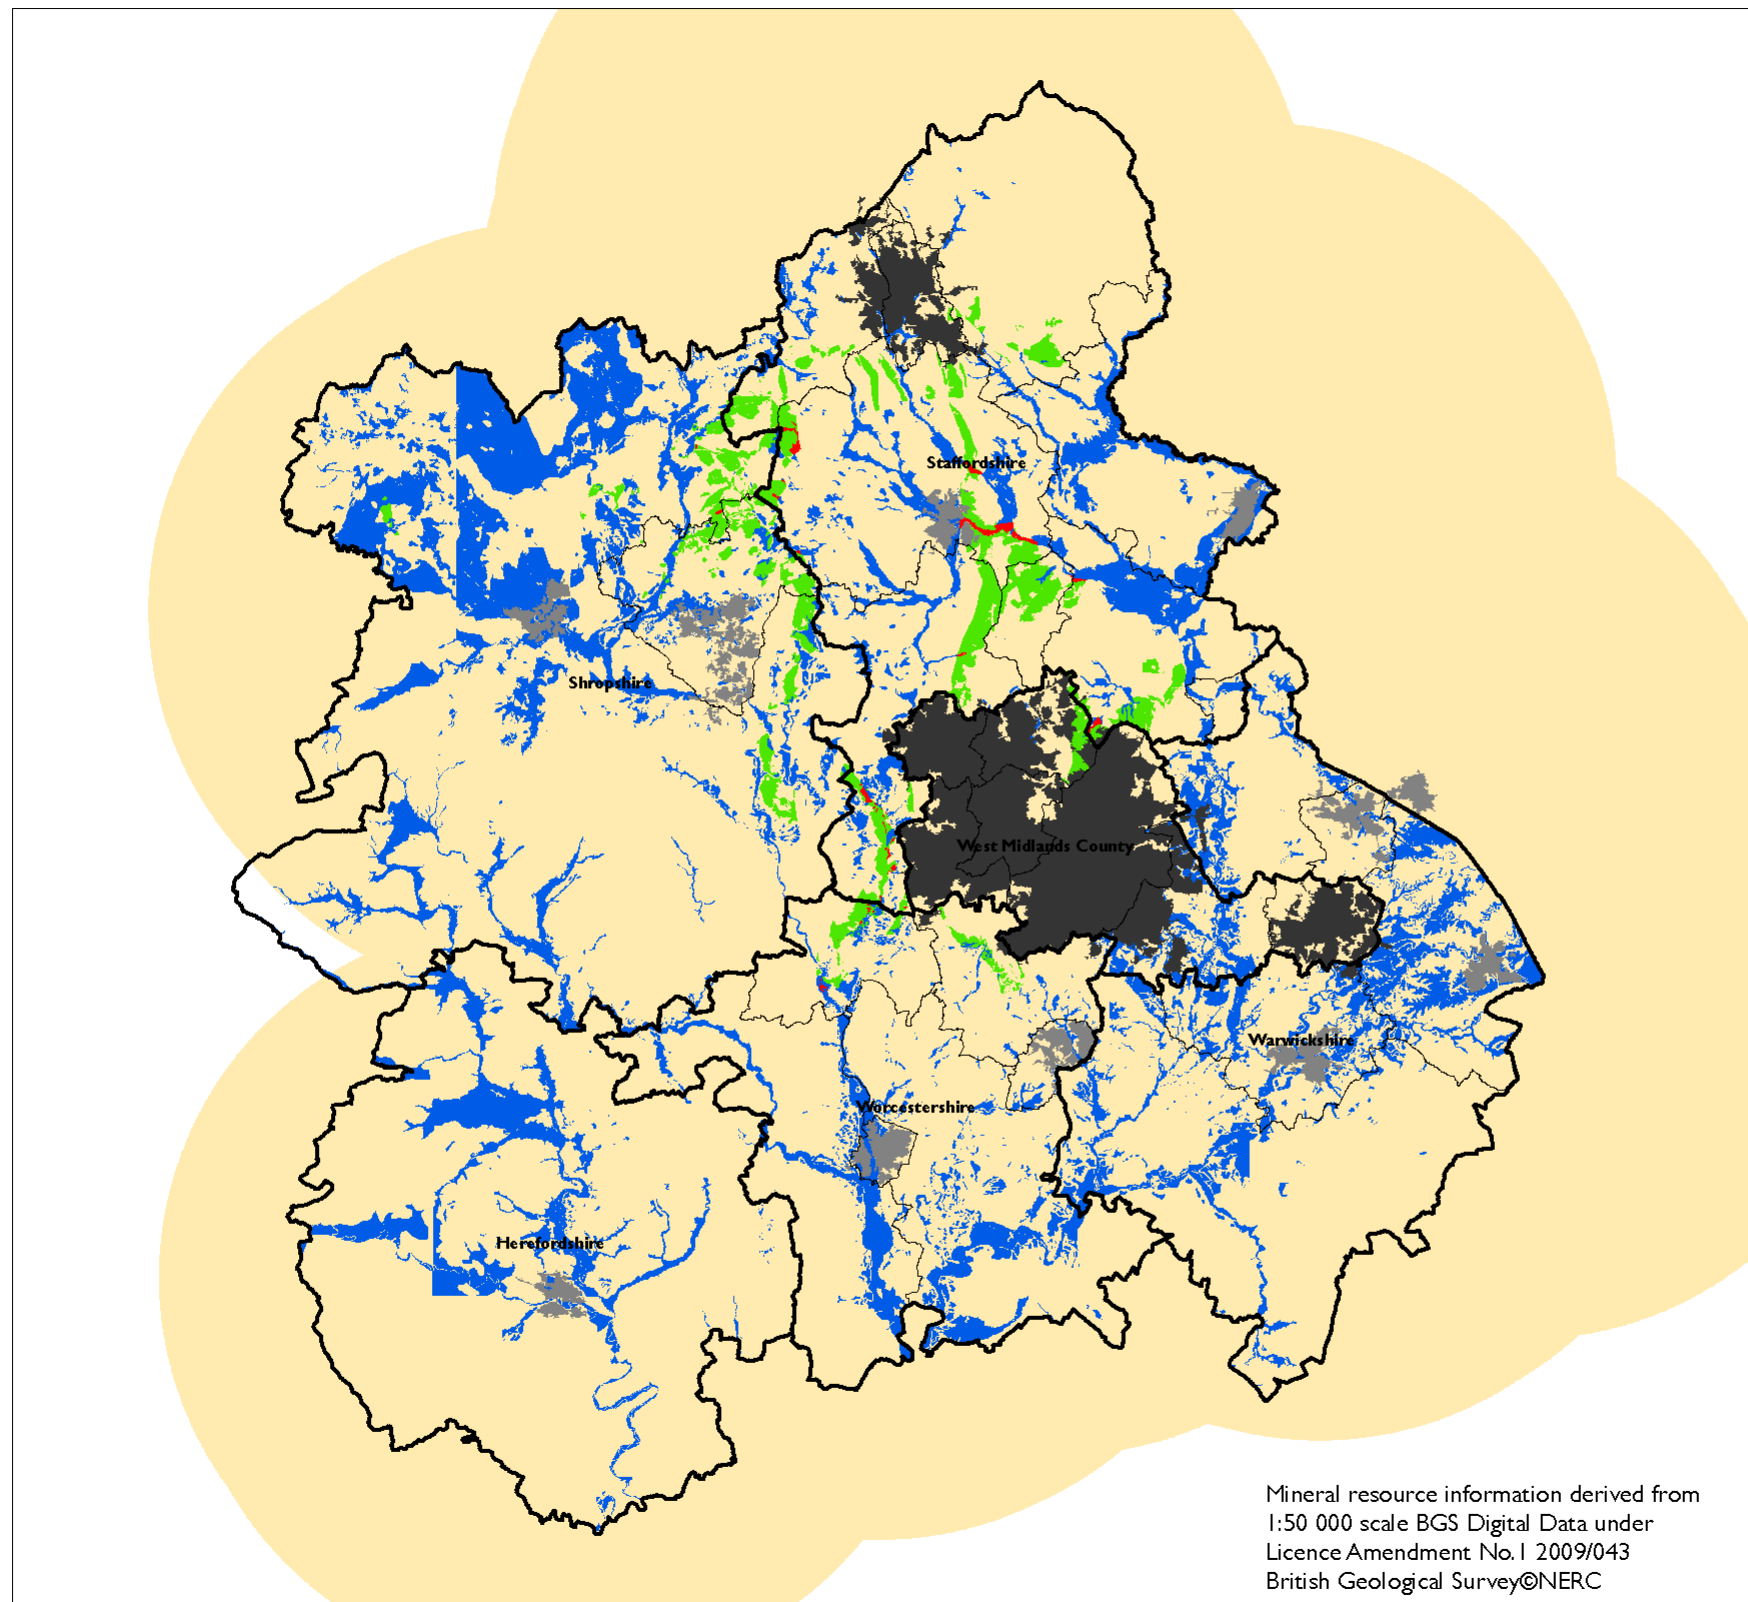 Staffordshire
Shropshire
West Midlands County
Warwickshire
Worcestershire
Herefordshire
Mineral resource information derived from
1:50 000 scale BGS Digital Data under
Licence Amendment No.1 2009/043
British Geological Survey©NERC